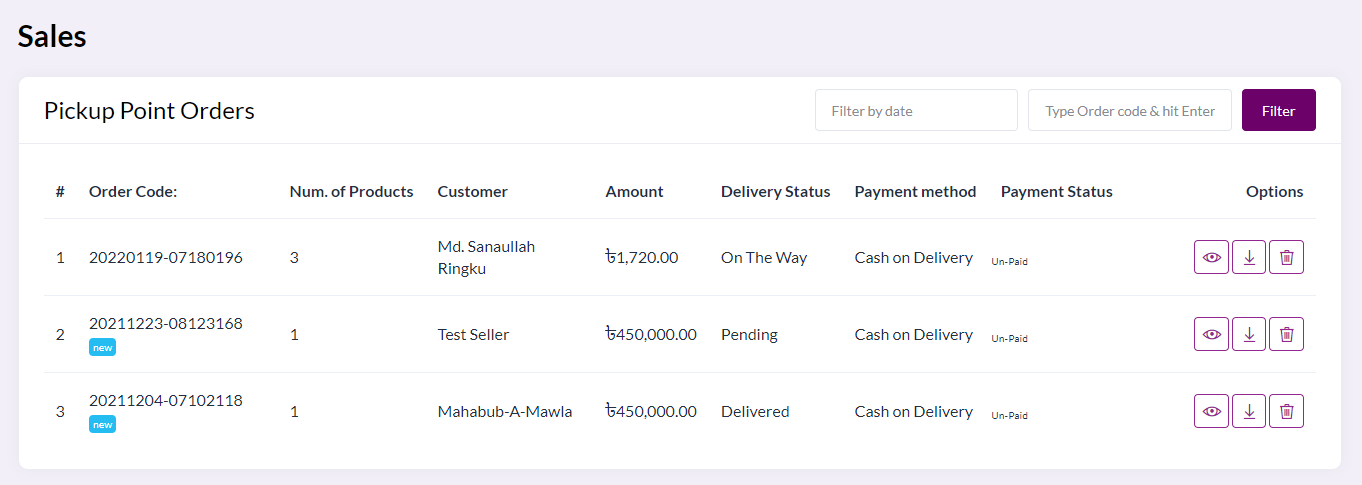 Sales
Pickup Point Orders
Filter by date
Type Order code & hit Enter
Filter
# Order Code: Num. of Products Customer Amount Delivery Status Payment method Payment Status Options
1 20220119-07180196 3 Md. Sanaullah Ringku ৳1,720.00 On The Way Cash on Delivery Un-Paid
2 20211223-08123168 1 Test Seller ৳450,000.00 Pending Cash on Delivery Un-Paid
new
3 20211204-07102118 1 Mahabub-A-Mawla ৳450,000.00 Delivered Cash on Delivery Un-Paid
new